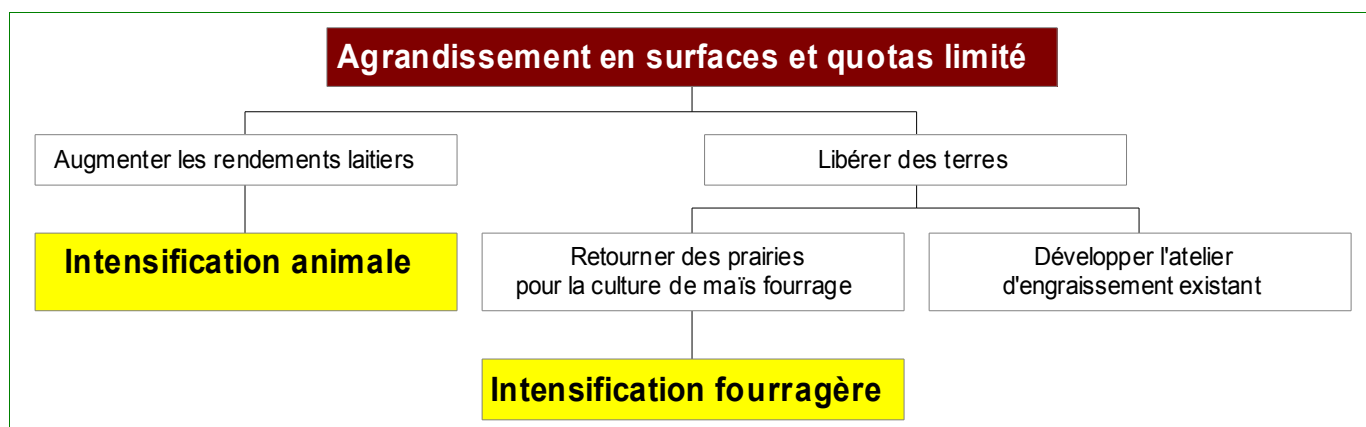 Agrandissement en surfaces et quotas limité
Augmenter les rendements laitiers
Libérer des terres
Intensification animale
Retourner des prairies
pour la culture de maïs fourrage
Développer l'atelier
d'engraissement existant
Intensification fourragère